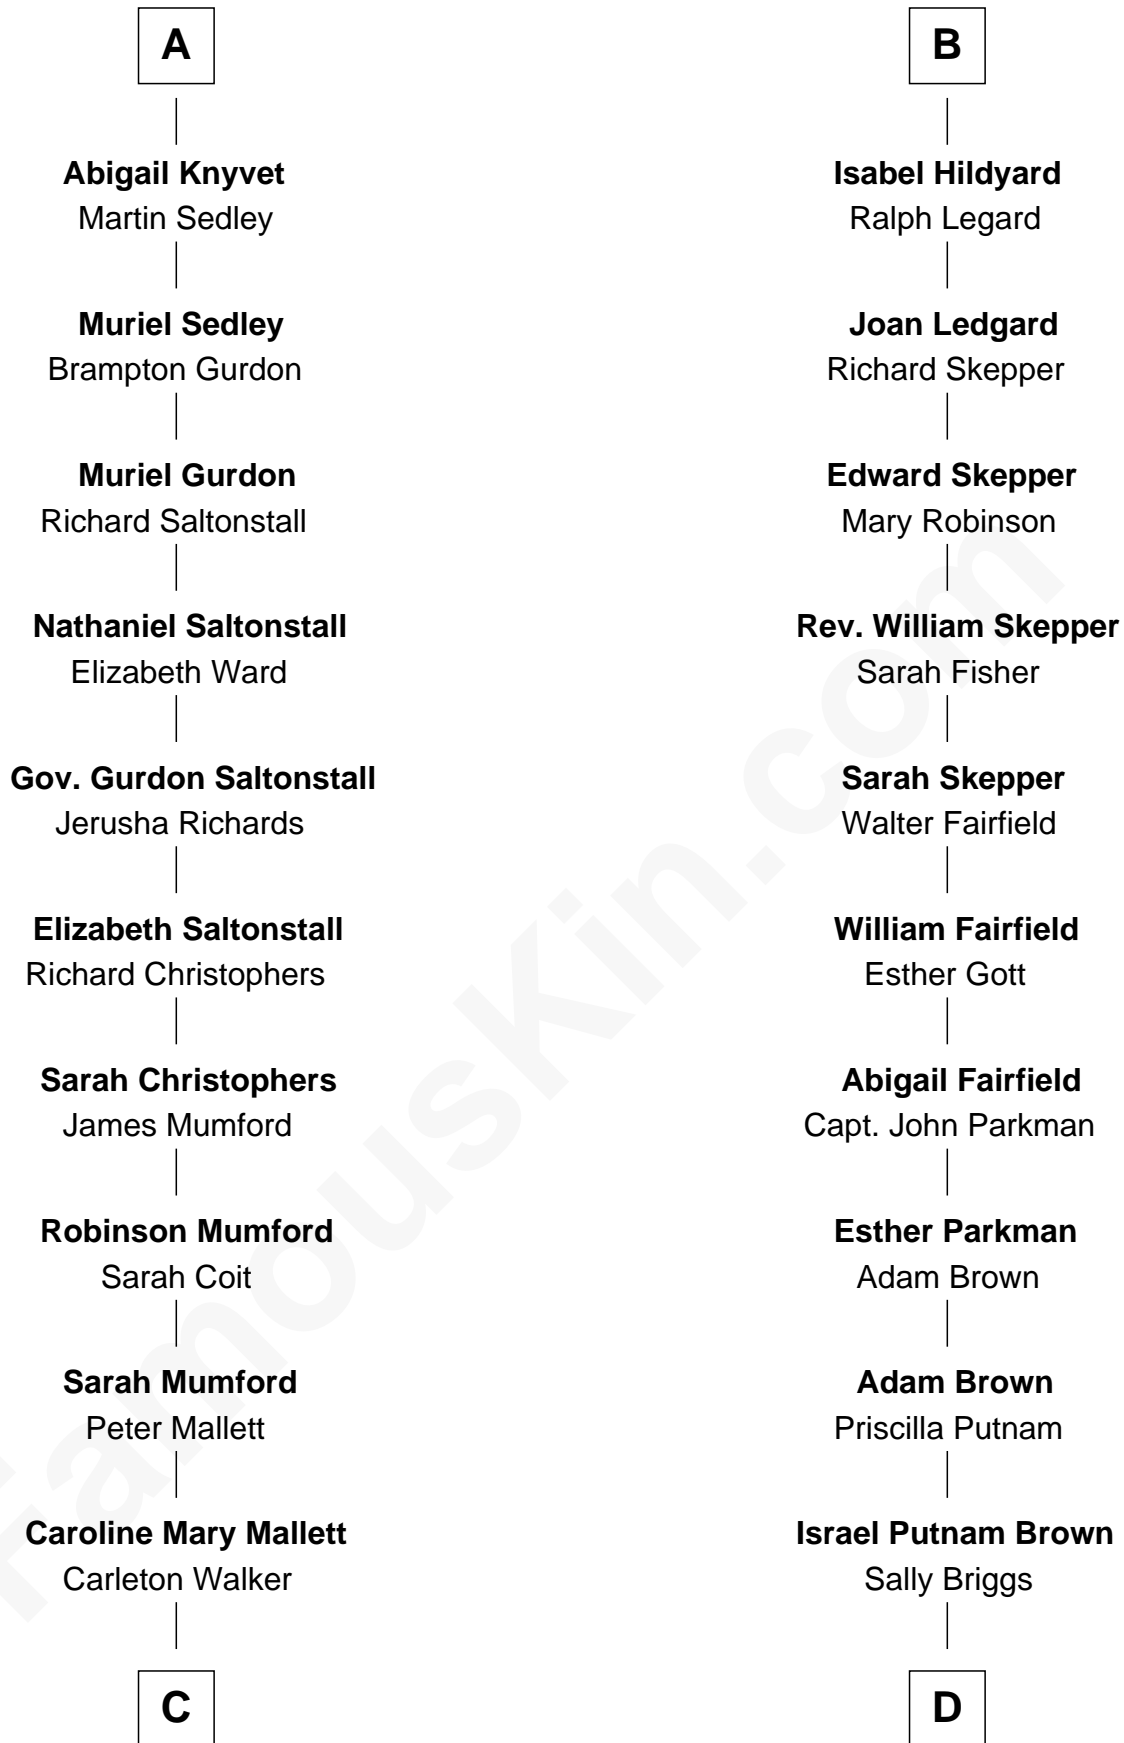 A
Abigail Knyvet
Martin Sedley
Muriel Sedley
Brampton Gurdon
Muriel Gurdon
Richard Saltonstall
Nathaniel Saltonstall
Elizabeth Ward
Gov. Gurdon Saltonstall
Jerusha Richards
Elizabeth Saltonstall
Richard Christophers
Sarah Christophers
James Mumford
Robinson Mumford
Sarah Coit
Sarah Mumford
Peter Mallett
Caroline Mary Mallett
Carleton Walker
C
B
Isabel Hildyard
Ralph Legard
Joan Ledgard
Richard Skepper
Edward Skepper
Mary Robinson
Rev. William Skepper
Sarah Fisher
Sarah Skepper
Walter Fairfield
William Fairfield
Esther Gott
Abigail Fairfield
Capt. John Parkman
Esther Parkman
Adam Brown
Adam Brown
Priscilla Putnam
Israel Putnam Brown
Sally Briggs
D
FamousKin.com